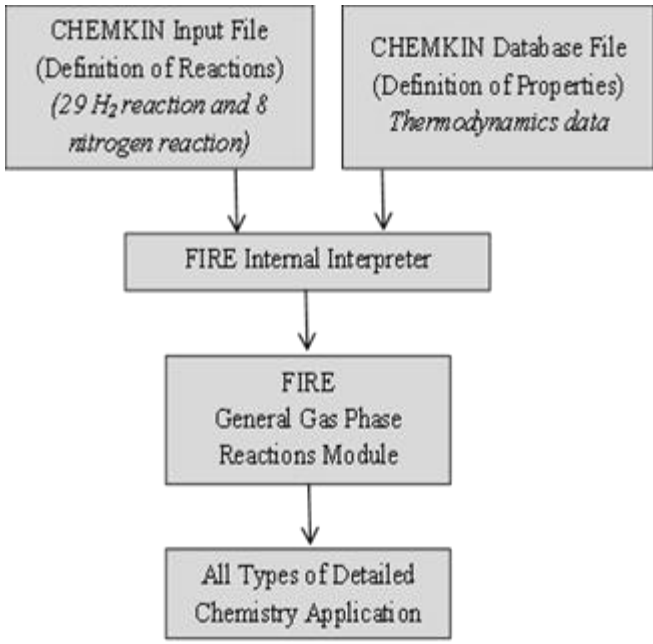 CHEMKIN Input File
(Definition of Reactions)
(29 H₂ reaction and 8
nitrogen reaction)
CHEMKIN Database File
(Definition of Properties)
Thermodynamics data
FIRE Internal Interpreter
FIRE
General Gas Phase
Reactions Module
All Types of Detailed
Chemistry Application